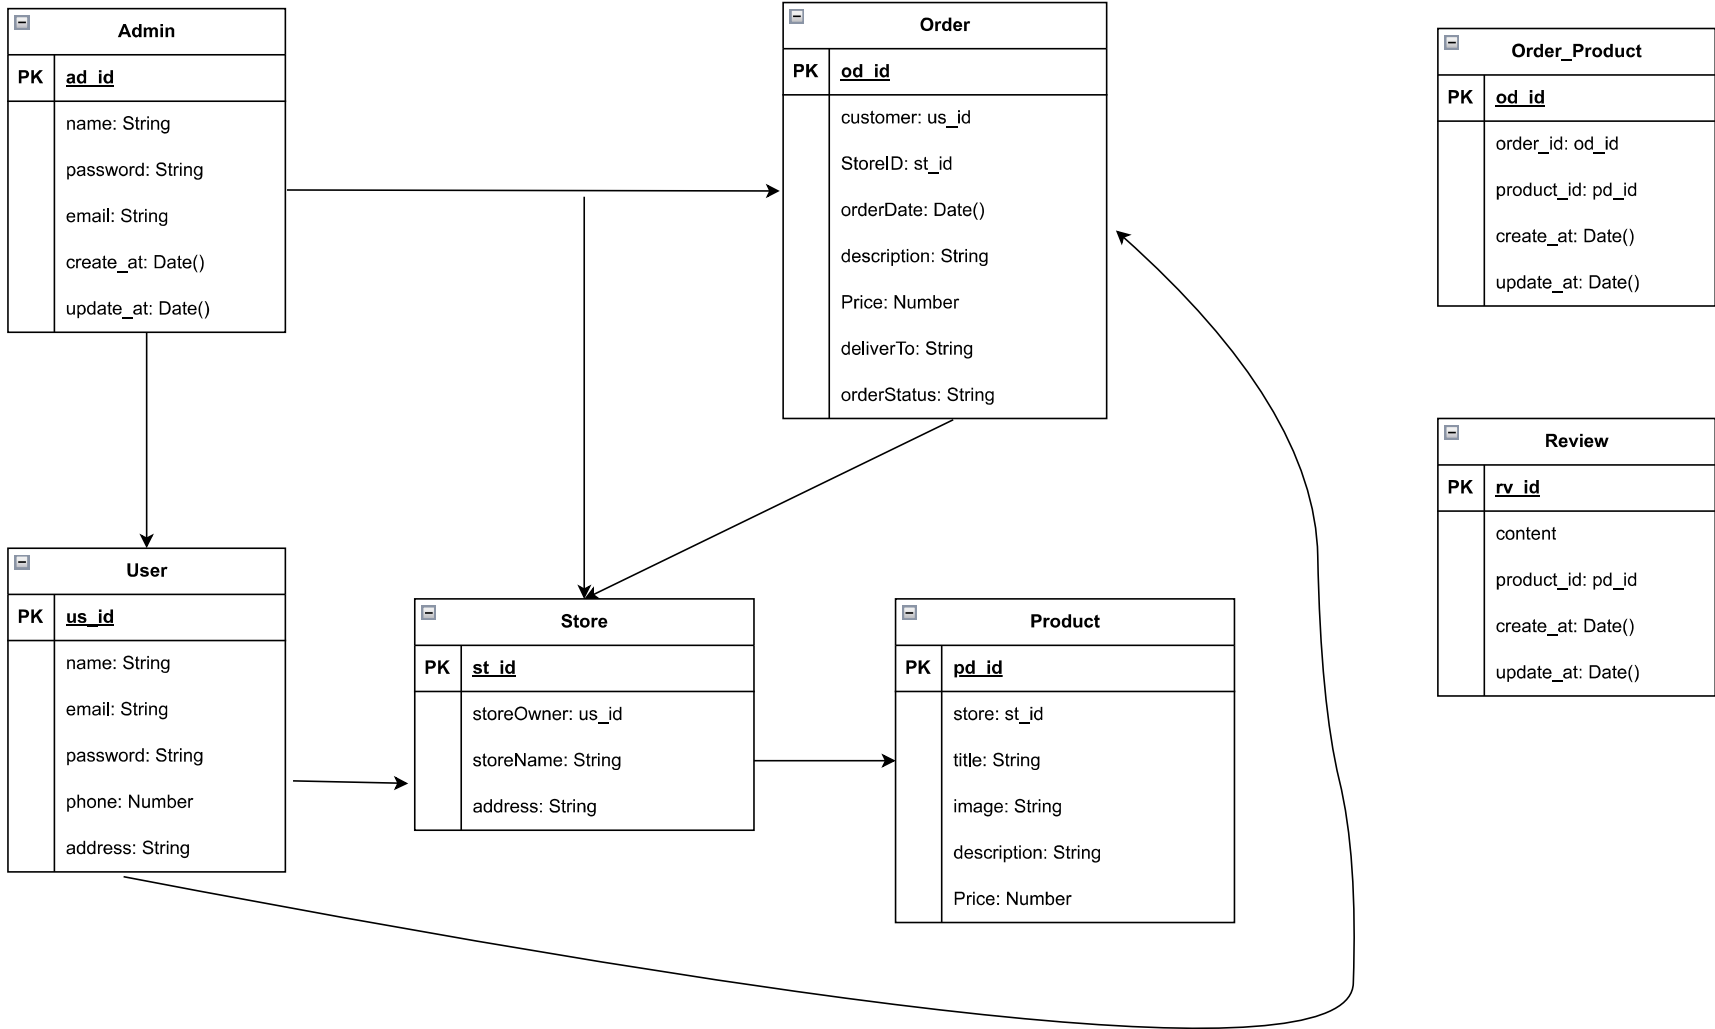 Admin
PK ad_id
name: String
password: String
email: String
create_at: Date()
update_at: Date()
Order
PK od_id
customer: us_id
StoreID: st_id
orderDate: Date()
description: String
Price: Number
deliverTo: String
orderStatus: String
Order_Product
PK od_id
order_id: od_id
product_id: pd_id
create_at: Date()
update_at: Date()
Review
PK rv_id
content
product_id: pd_id
create_at: Date()
update_at: Date()
User
PK us_id
name: String
email: String
password: String
phone: Number
address: String
Store
PK st_id
storeOwner: us_id
storeName: String
address: String
Product
PK pd_id
store: st_id
title: String
image: String
description: String
Price: Number